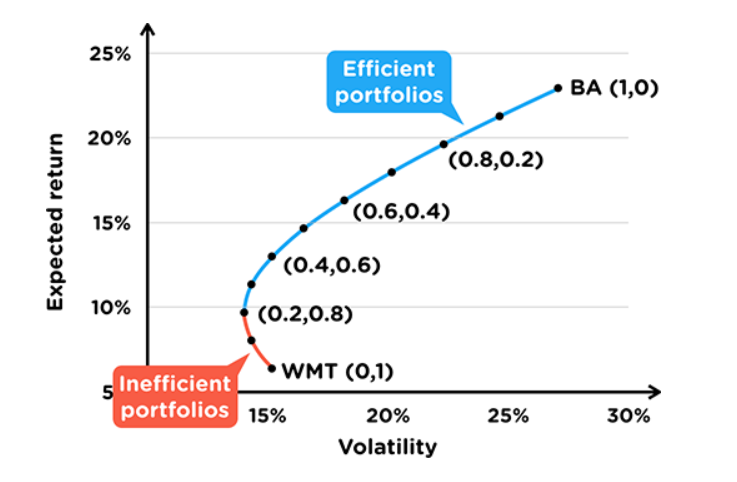 25%
Efficient
portfolios
BA (1,0)
20%
(0.8,0.2)
Expected return
15%
(0.6,0.4)
(0.4,0.6)
10%
(0.2,0.8)
WMT (0,1)
Inefficient
portfolios
5
15%
20%
25%
30%
Volatility